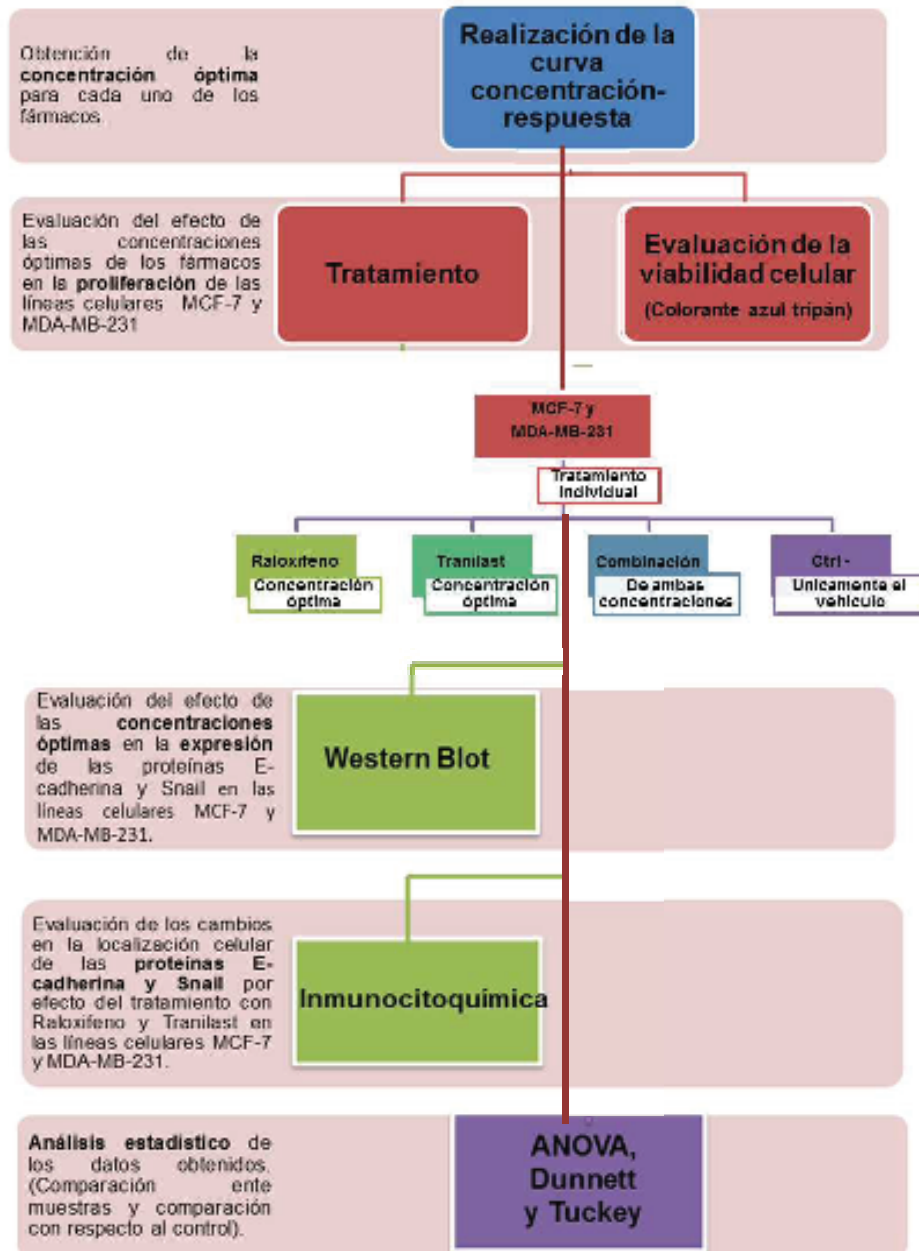 Obtención de la
concentración óptima
para cada uno de los
fármacos
Realización de la
curva
concentración-
respuesta
Evaluación del efecto de
las concentraciones
óptimas de los fármacos
en la proliferación de las
líneas celulares MCF-7 y
MDA-MB-231
Tratamiento
Evaluación de la
viabilidad celular
(Colorante azul tripán)
MCF-7 y
MDA-MB-231
Tratamiento
individual
Raloxifeno
Concentración
óptima
Tranilast
Concentración
óptima
Combinación
De ambas
concentraciones
Ctrl -
Unicamente el
vehículo
Evaluación del efecto de
las concentraciones
óptimas en la expresión
de las proteínas E-
cadherina y Snail en las
líneas celulares MCF-7 y
MDA-MB-231.
Western Blot
Evaluación de los cambios
en la localización celular
de las proteínas E-
cadherina y Snail por
efecto del tratamiento con
Raloxifeno y Tranilast en
las líneas celulares MCF-7
y MDA-MB-231.
Inmunocitoquímica
Análisis estadístico de
los datos obtenidos.
(Comparación ente
muestras y comparación
con respecto al control).
ANOVA,
Dunnett
y Tuckey